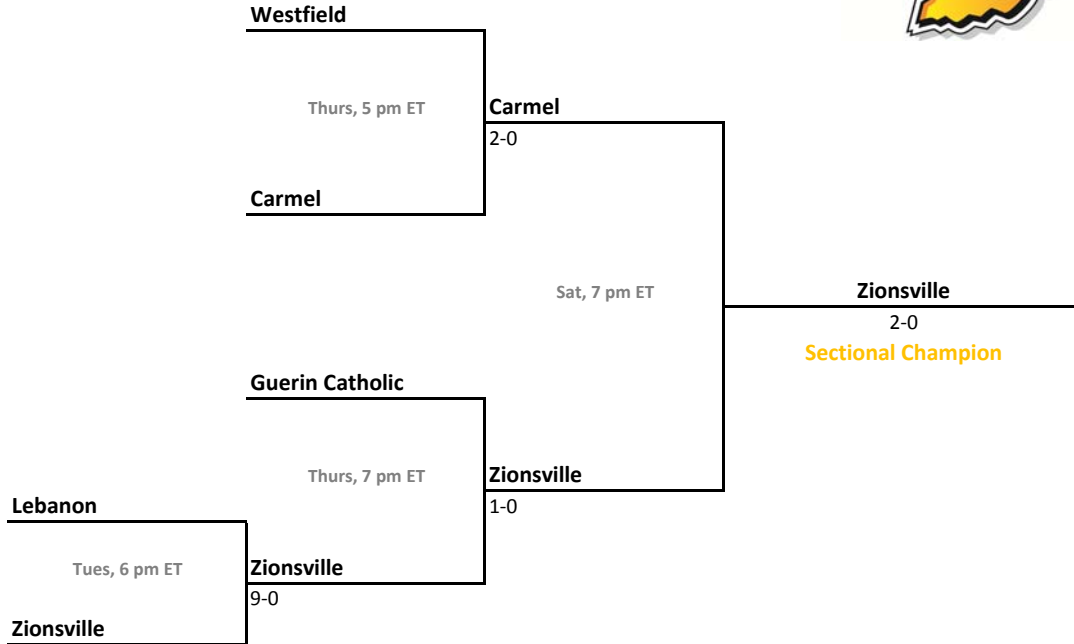 Westfield
Thurs, 5 pm ET
Carmel
2-0
Carmel
Sat, 7 pm ET
Zionsville
2-0
Sectional Champion
Guerin Catholic
Thurs, 7 pm ET
Zionsville
1-0
Lebanon
Tues, 6 pm ET
Zionsville
9-0
Zionsville